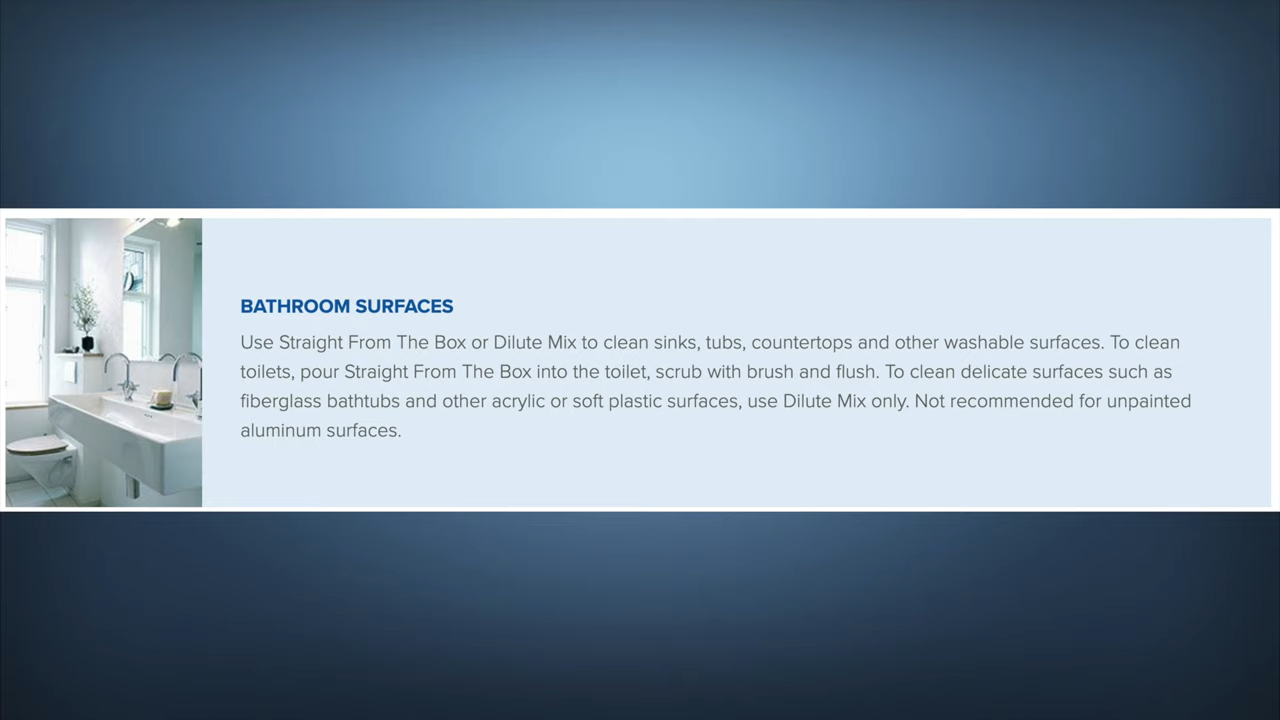 BATHROOM SURFACES
Use Straight From The Box or Dilute Mix to clean sinks, tubs, countertops and other washable surfaces. To clean
toilets, pour Straight From The Box into the toilet, scrub with brush and flush. To clean delicate surfaces such as
fiberglass bathtubs and other acrylic or soft plastic surfaces, use Dilute Mix only. Not recommended for unpainted
aluminum surfaces.